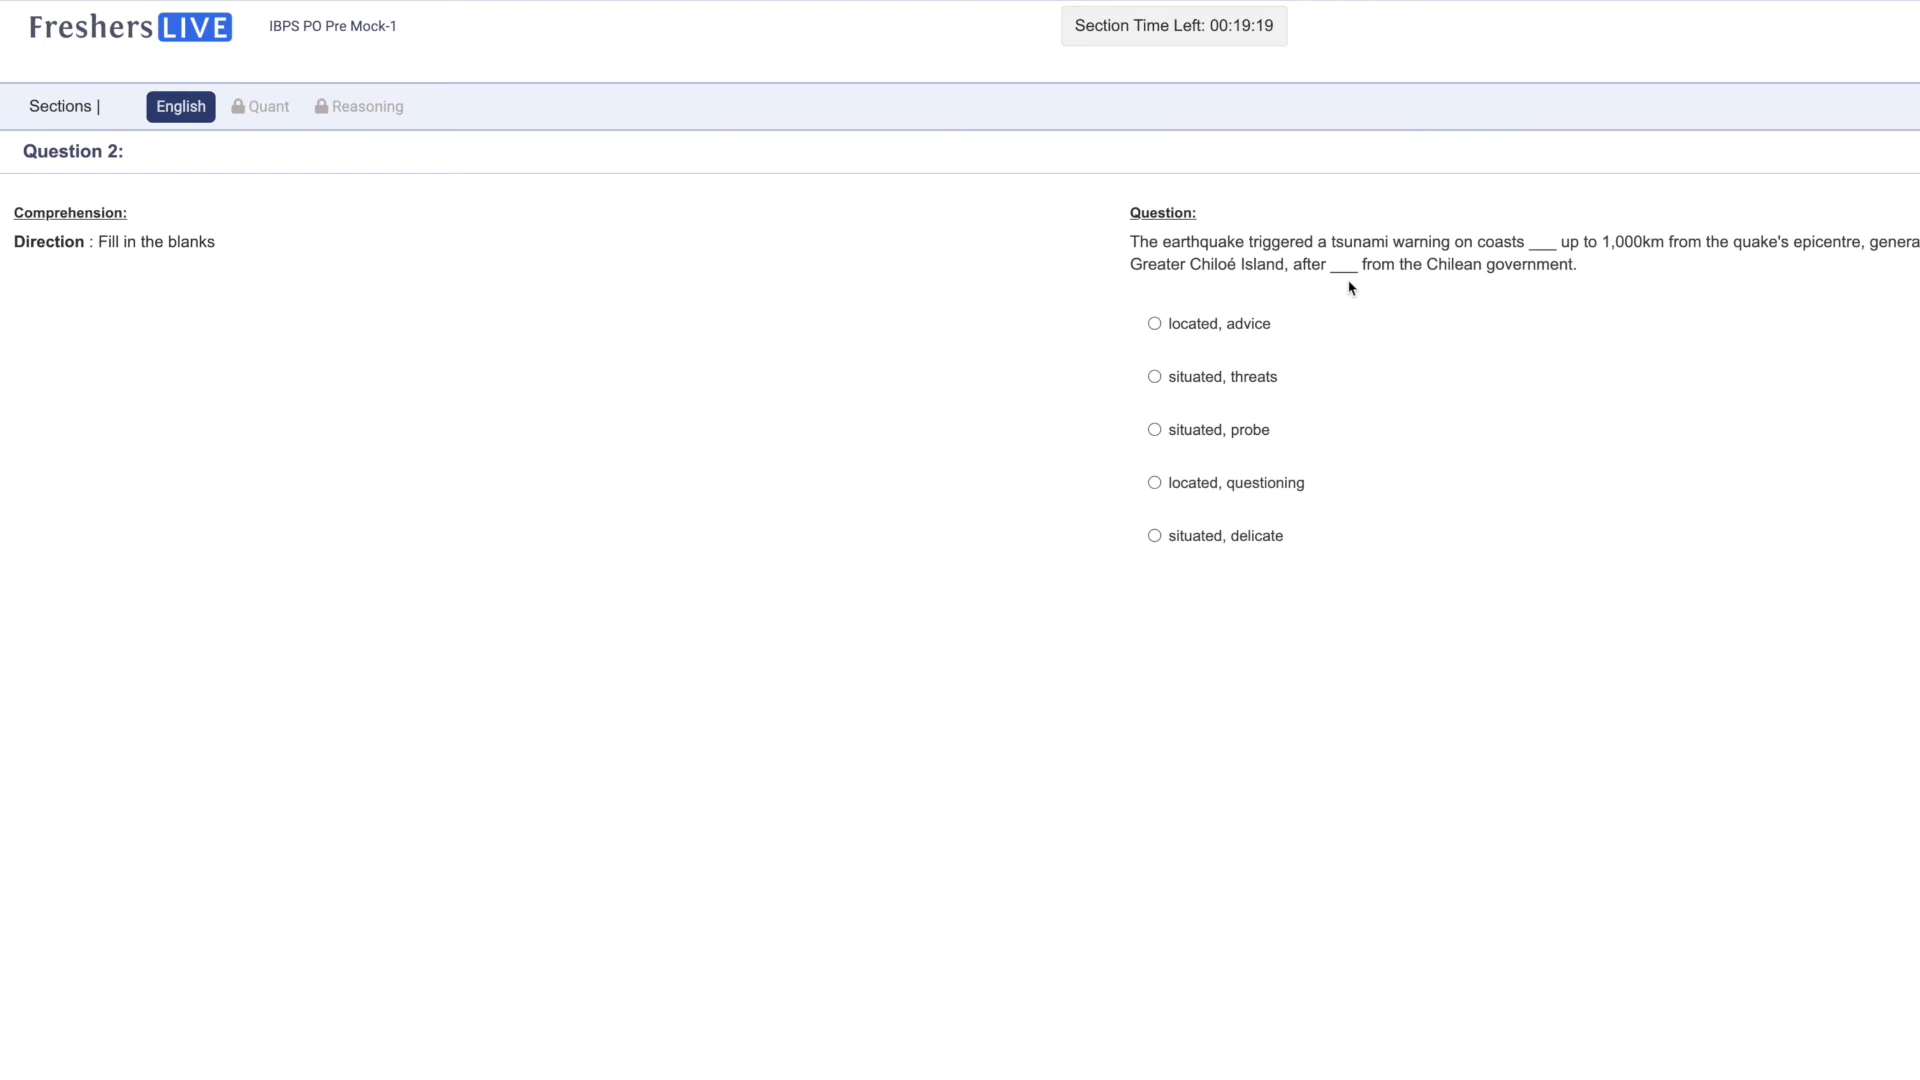 FreshersLIVE
IBPS PO Pre Mock-1
Section Time Left: 00:19:19
Sections |
English
Quant
Reasoning
Question 2:
Comprehension:
Direction : Fill in the blanks
Question:
The earthquake triggered a tsunami warning on coasts ___ up to 1,000km from the quake's epicentre, genera
Greater Chiloé Island, after ___ from the Chilean government.
located, advice
situated, threats
situated, probe
located, questioning
situated, delicate